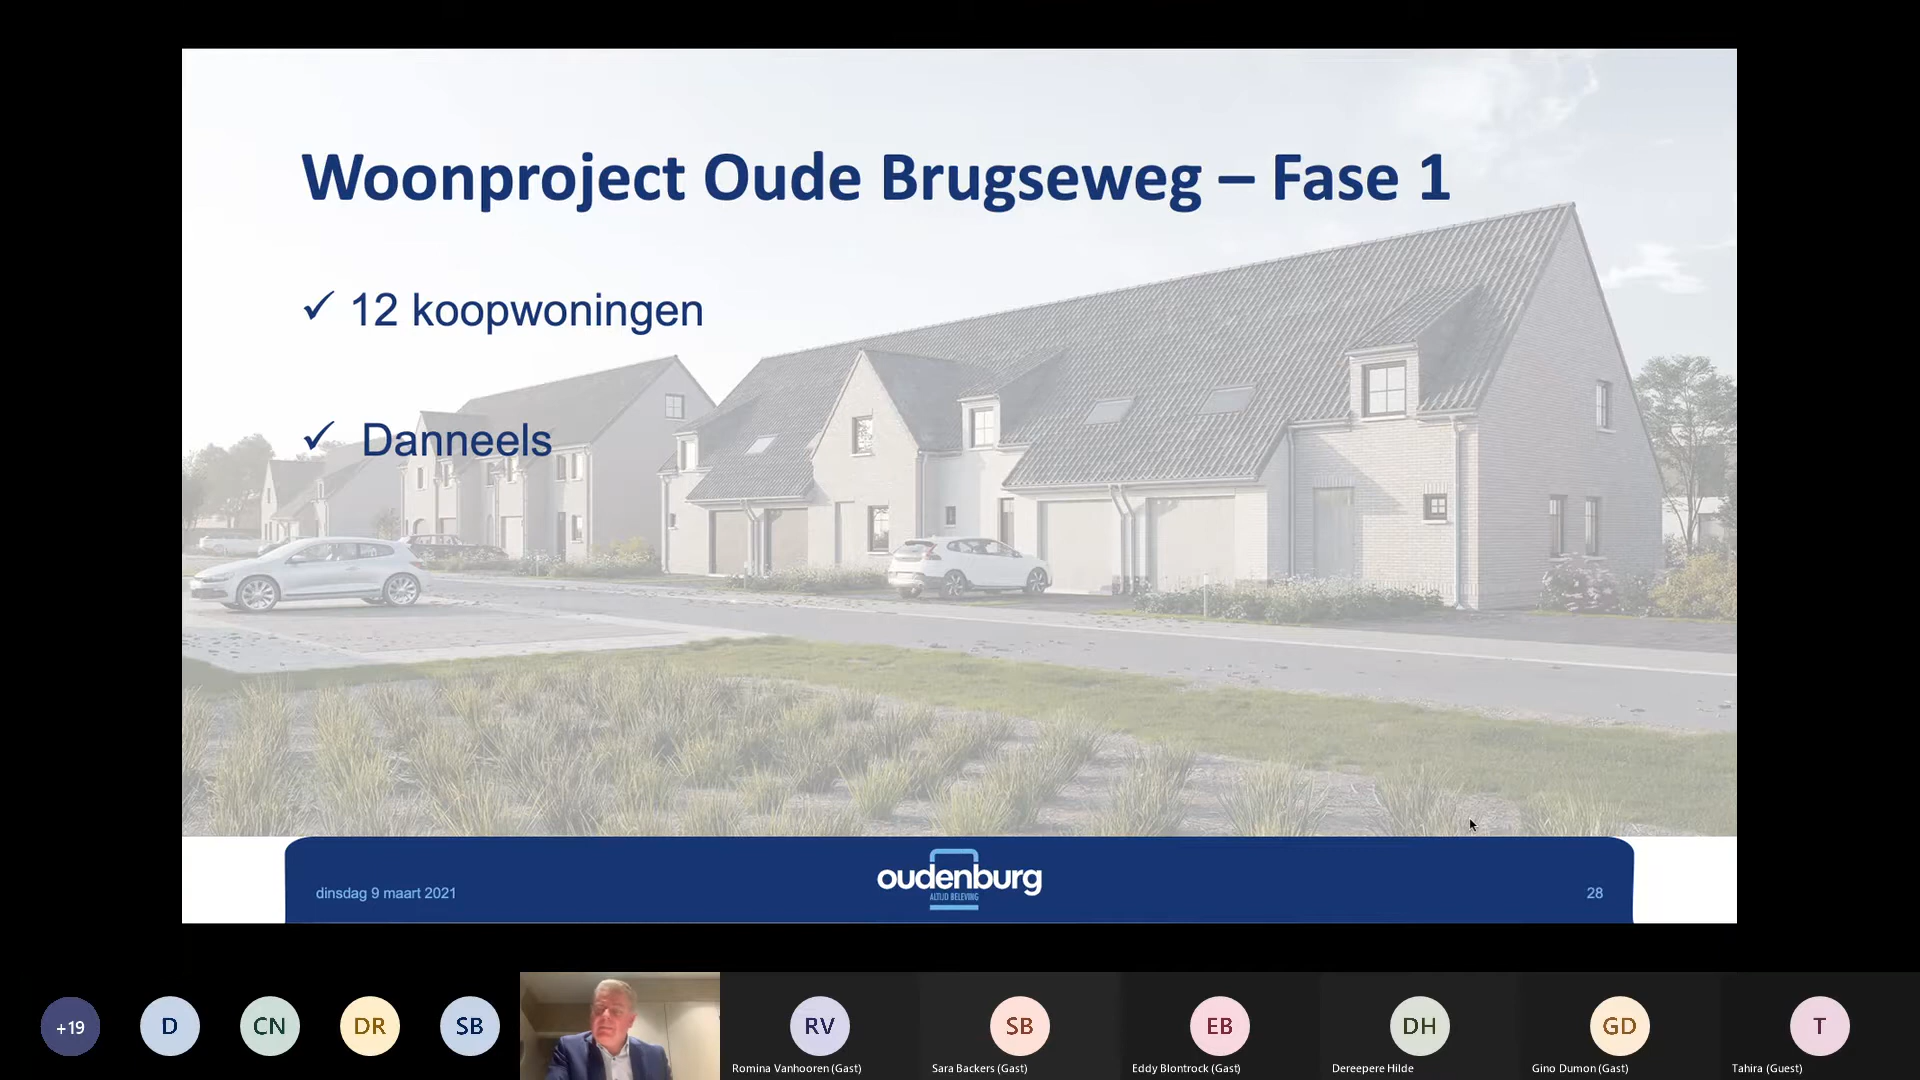 Woonproject Oude Brugseweg – Fase 1
✓ 12 koopwoningen
✓ Danneels
dinsdag 9 maart 2021
oudenburg
ALTIJD BELEVING
28
+19
D
CN
DR
SB
RV
SB
EB
DH
GD
T
Romina Vanhooren (Gast)
Sara Backers (Gast)
Eddy Blontrock (Gast)
Dereepere Hilde
Gino Dumon (Gast)
Tahira (Guest)